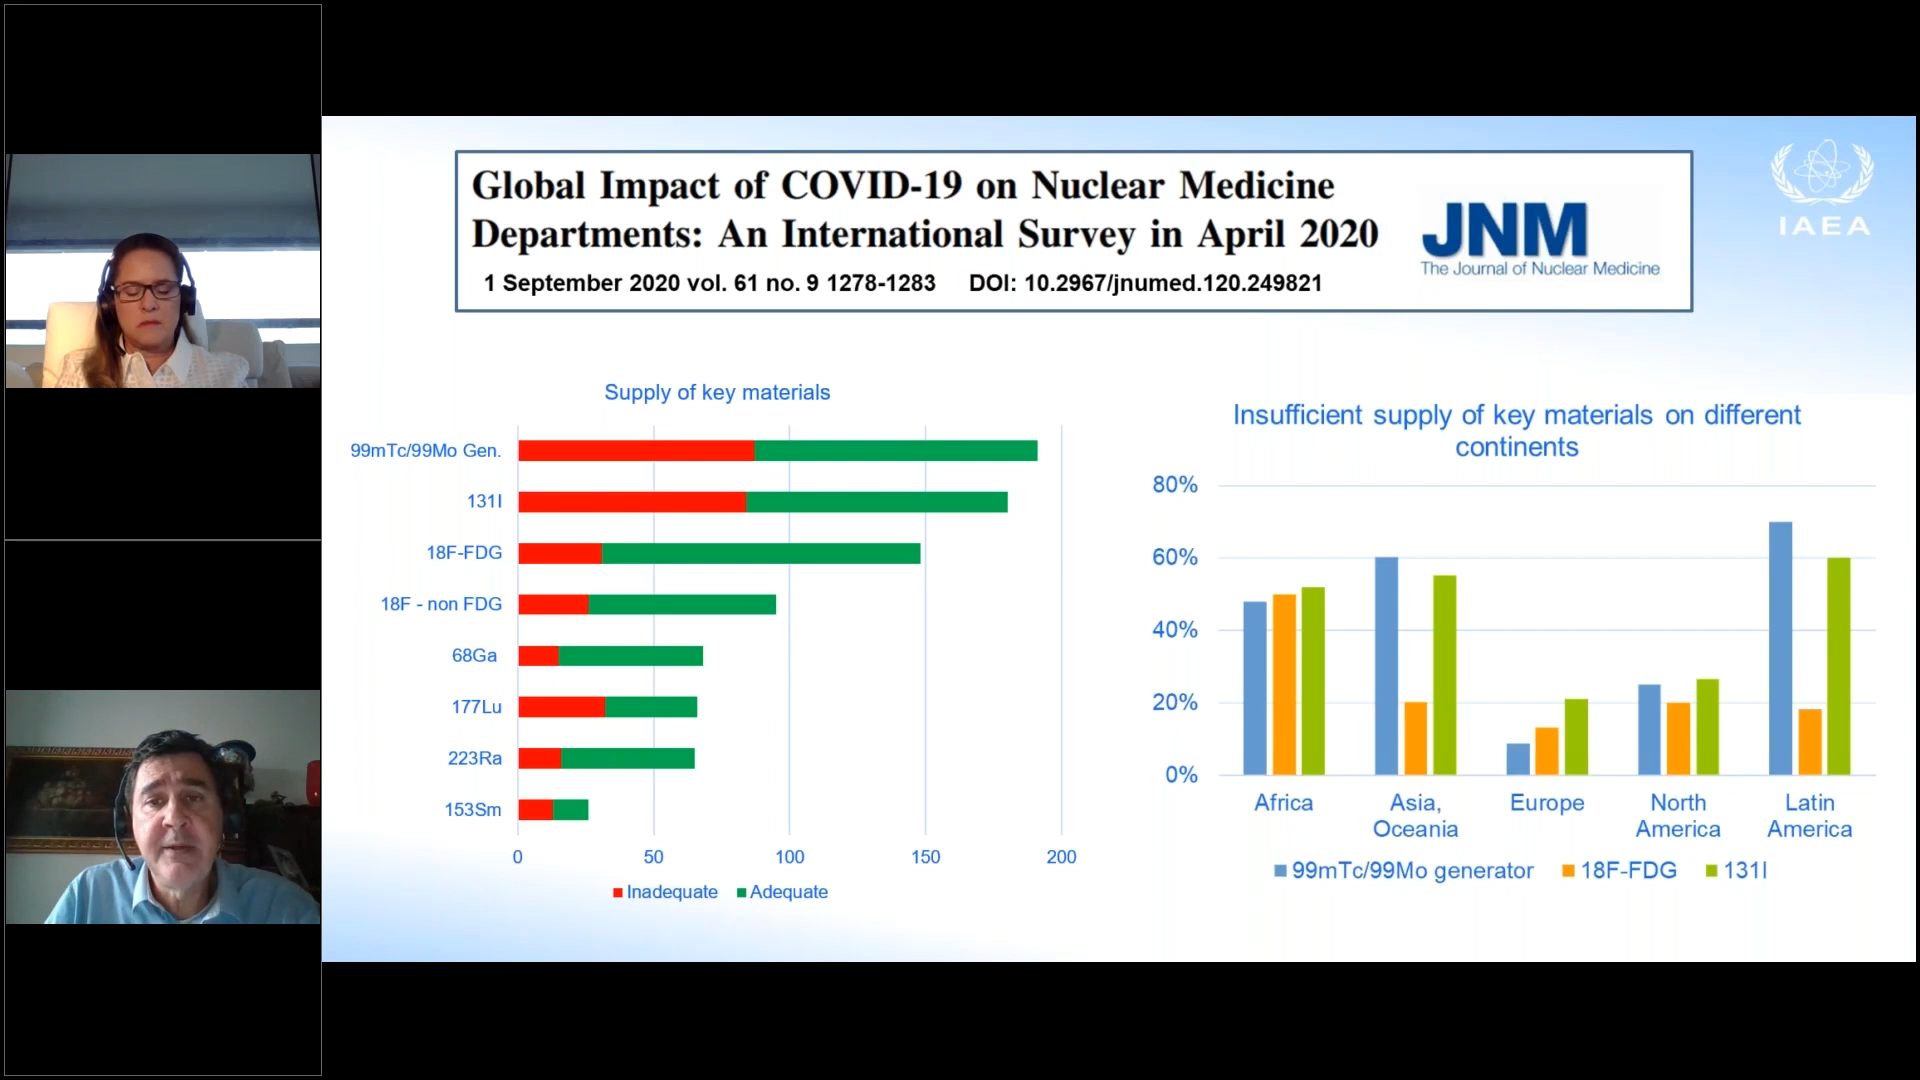 Global Impact of COVID-19 on Nuclear Medicine
Departments: An International Survey in April 2020
1 September 2020 vol. 61 no. 9 1278-1283 DOI: 10.2967/jnumed.120.249821
JNM
The Journal of Nuclear Medicine
IAEA
Supply of key materials
99mTc/99Mo Gen.
131I
18F-FDG
18F - non FDG
68Ga
177Lu
223Ra
153Sm
0 50 100 150 200
Inadequate Adequate
Insufficient supply of key materials on different
continents
80%
60%
40%
20%
0%
Africa Asia, Europe North Latin
Oceania America America
99mTc/99Mo generator 18F-FDG 131I